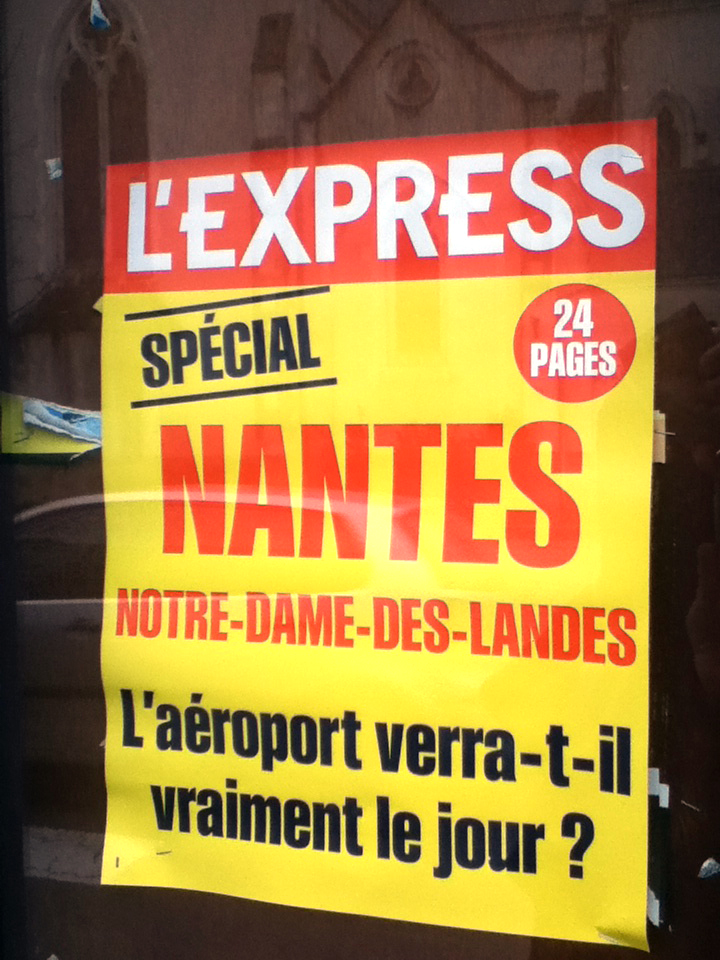 L'EXPRESS
SPÉCIAL
24
PAGES
NANTES
NOTRE-DAME-DES-LANDES
L'aéroport verra-t-il
vraiment le jour ?